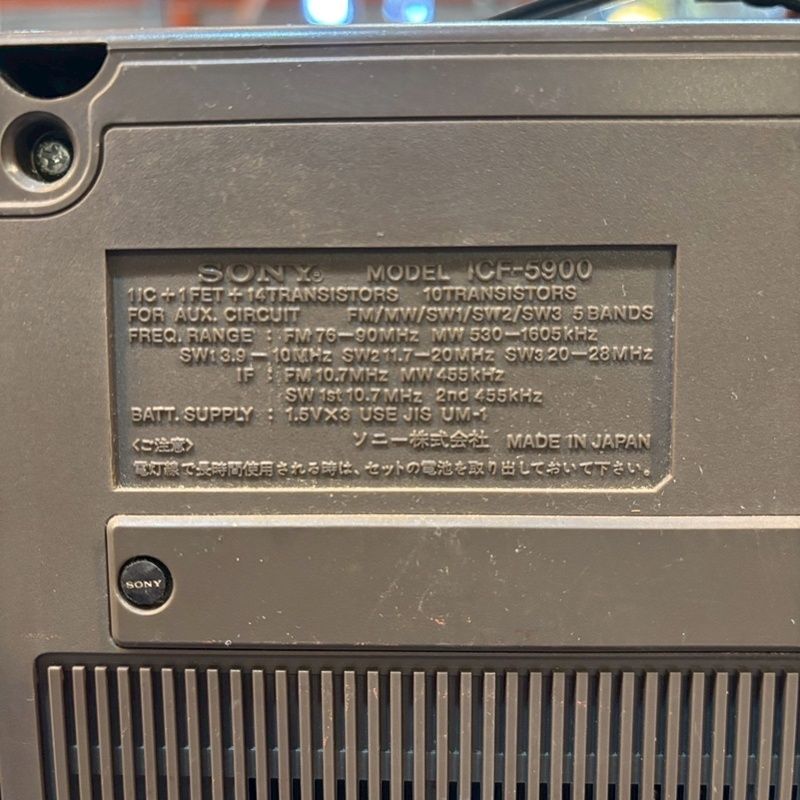 SONY® MODEL ICF-5900
1IC+1FET+14TRANSISTORS 10TRANSISTORS
FOR AUX. CIRCUIT FM/MW/SW1/SW2/SW3 5BANDS
FREQ. RANGE : FM 76-90MHz MW 530-1605kHz
SW1 3.9-10MHz SW2 11.7-20MHz SW3 20-28MHz
IF : FM 10.7MHz MW 455kHz
SW 1st 10.7MHz 2nd 455kHz
BATT. SUPPLY : 1.5V×3 USE JIS UM-1
<ご注意> ソニー株式会社 MADE IN JAPAN
電灯線で長時間使用される時は、セットの電池を取り出しておいて下さい。
SONY